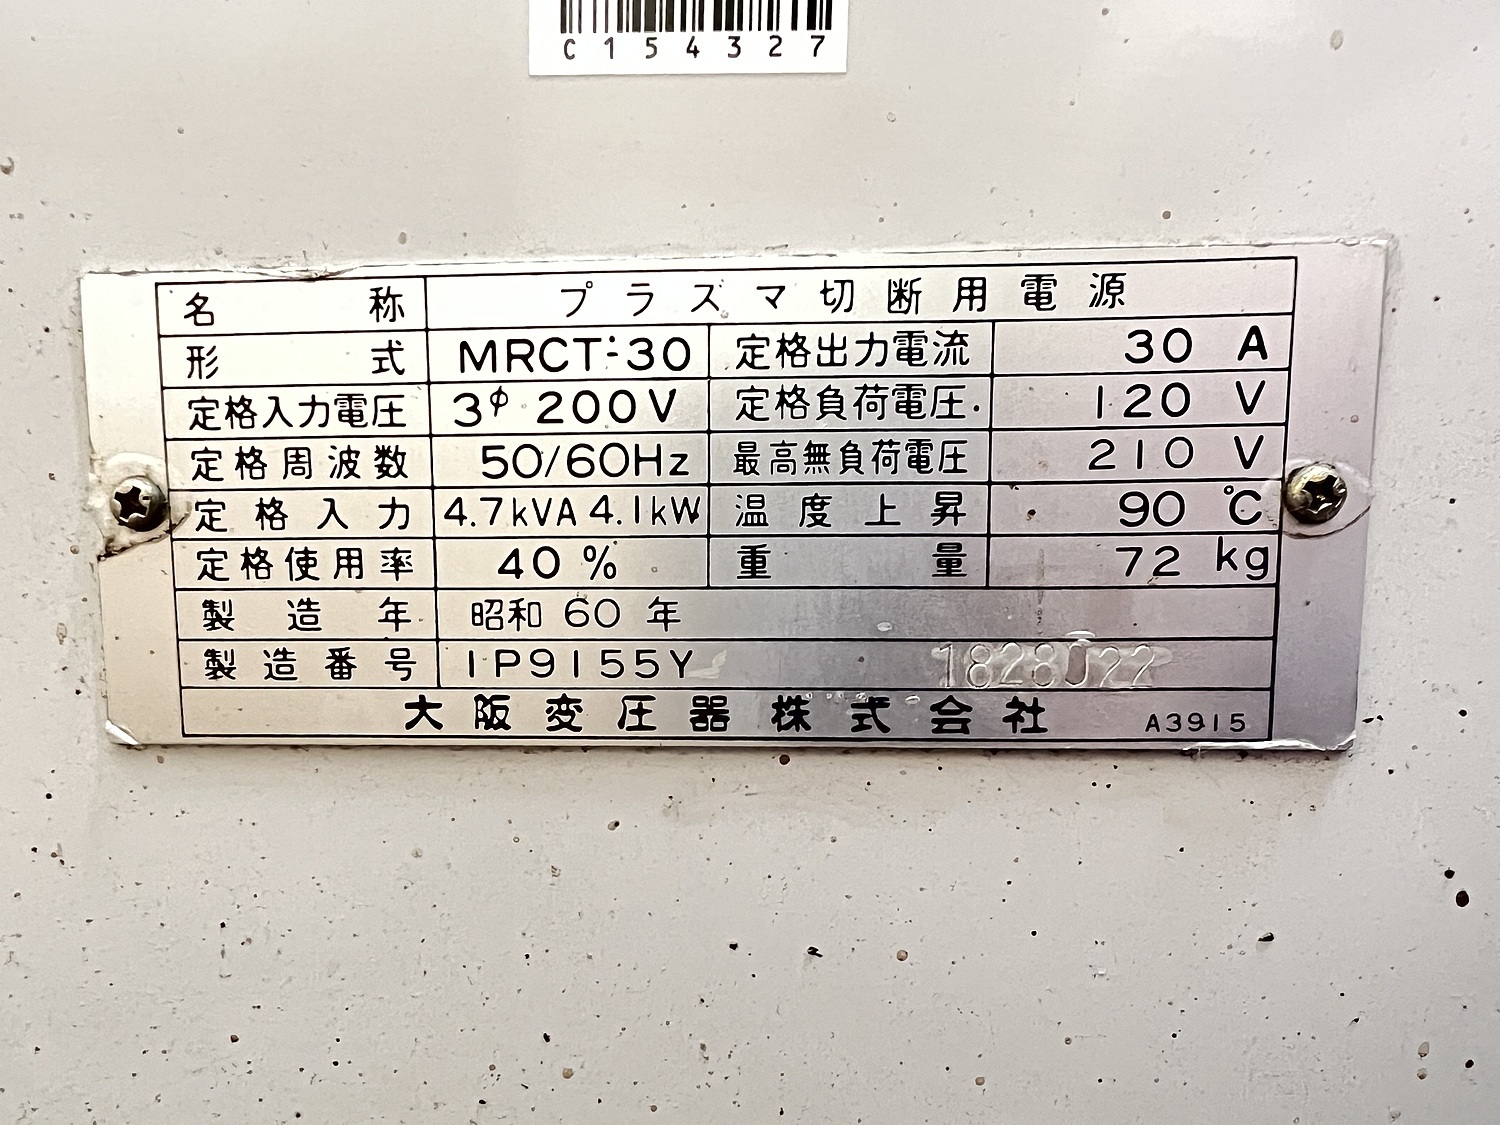 C154327
名称 プラズマ切断用電源
形式 MRCT-30 定格出力電流 30 A
定格入力電圧 3φ 200V 定格負荷電圧 120 V
定格周波数 50/60Hz 最高無負荷電圧 210 V
定格入力 4.7kVA 4.1kW 温度上昇 90 ℃
定格使用率 40 % 重量 72 kg
製造年 昭和 60 年
製造番号 1P9155Y 1828J22
大阪変圧器株式会社 A3915